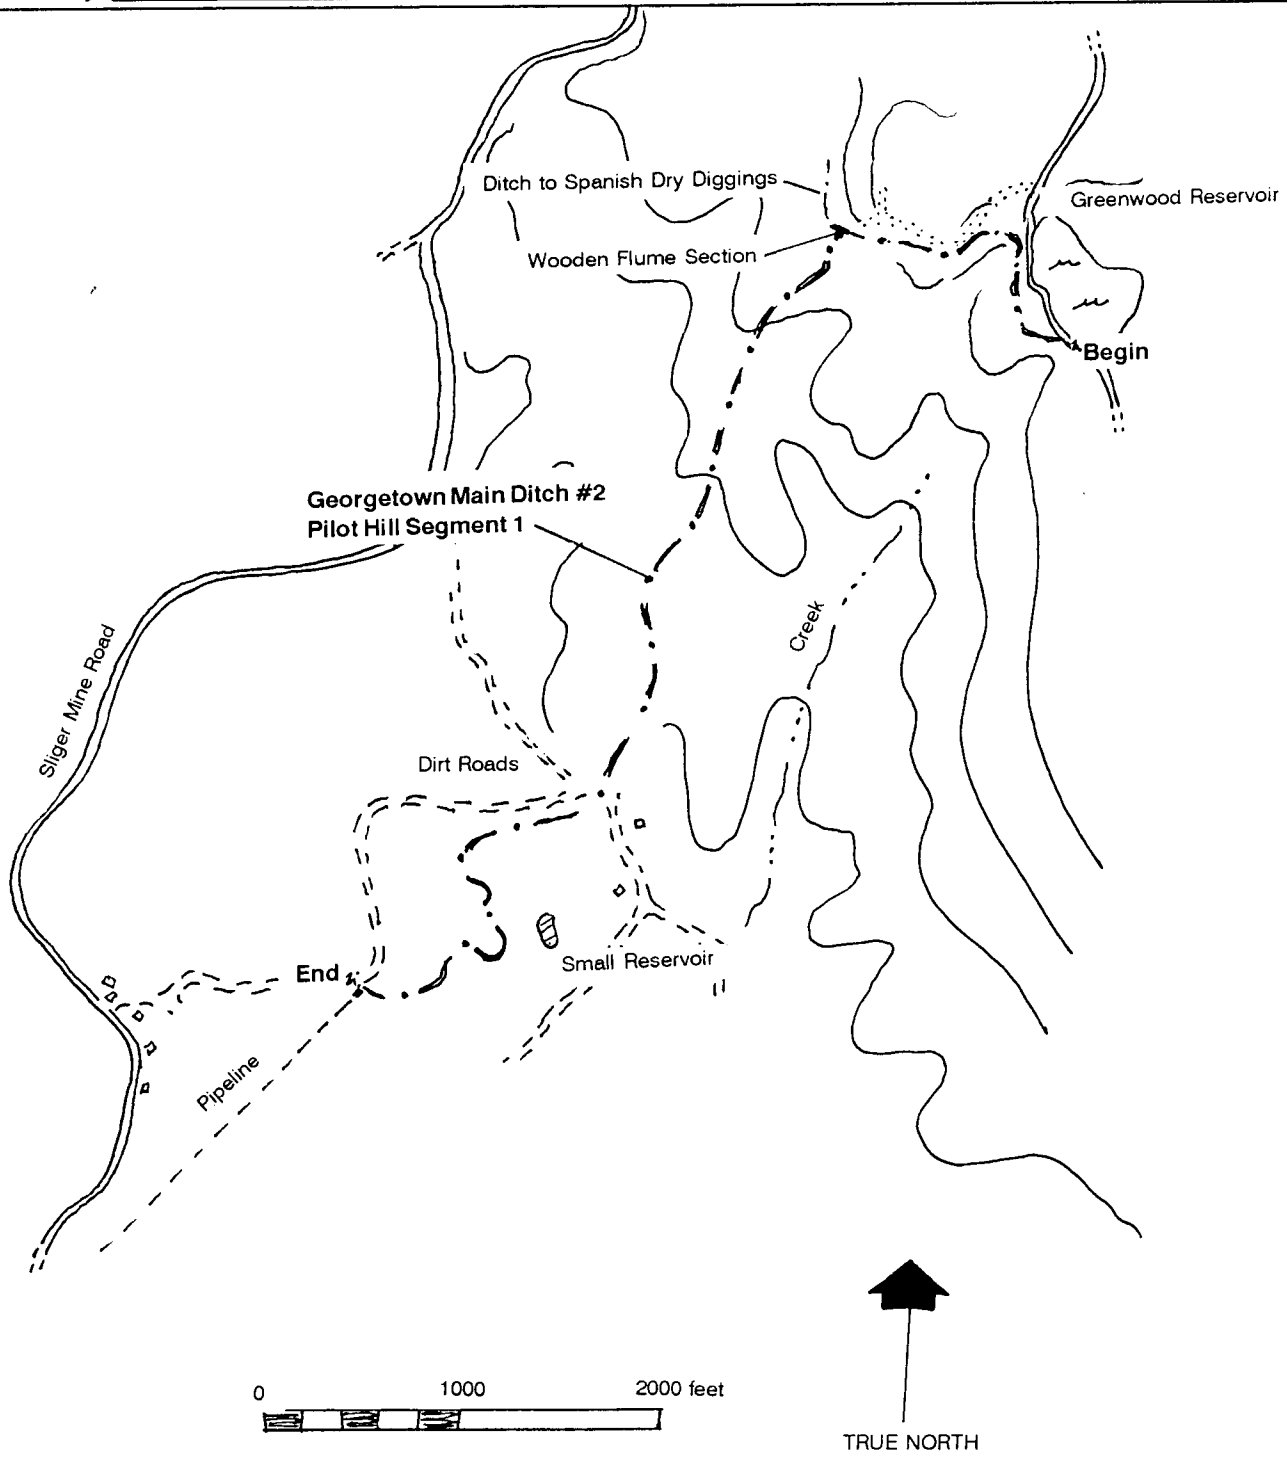 Ditch to Spanish Dry Diggings
Greenwood Reservoir
Wooden Flume Section
Begin
Georgetown Main Ditch #2
Pilot Hill Segment 1
Creek
Sliger Mine Road
Dirt Roads
Small Reservoir
End
Pipeline
0 1000 2000 feet
TRUE NORTH